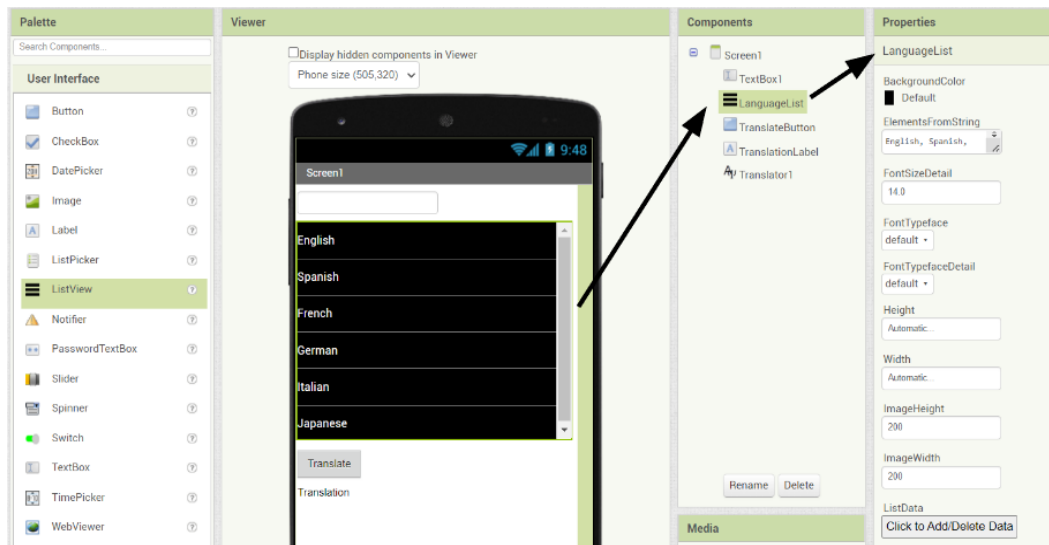 Palette
Search Components...
User Interface
Button
CheckBox
DatePicker
Image
Label
ListPicker
ListView
Notifier
PasswordTextBox
Slider
Spinner
Switch
TextBox
TimePicker
WebViewer
Viewer
Display hidden components in Viewer
Phone size (505,320)
9:48
Screen1
English
Spanish
French
German
Italian
Japanese
Translate
Translation
Components
Screen1
TextBox1
LanguageList
TranslateButton
TranslationLabel
Translator1
Rename Delete
Media
Properties
LanguageList
BackgroundColor
Default
ElementsFromString
English, Spanish,
FontSizeDetail
14.0
FontTypeface
default
FontTypefaceDetail
default
Height
Automatic...
Width
Automatic...
ImageHeight
200
ImageWidth
200
ListData
Click to Add/Delete Data